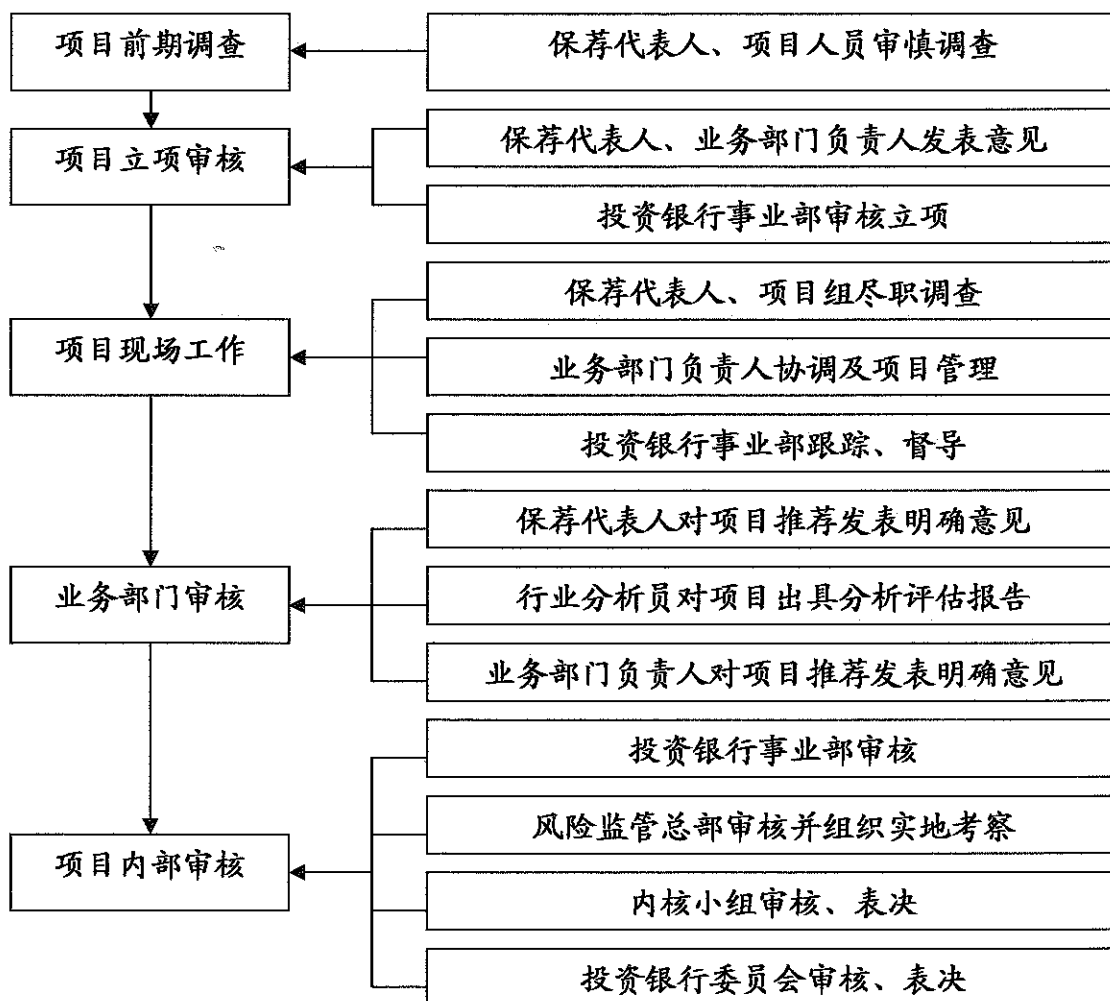 项目前期调查
保荐代表人、项目人员审慎调查
项目立项审核
保荐代表人、业务部门负责人发表意见
投资银行事业部审核立项
项目现场工作
保荐代表人、项目组尽职调查
业务部门负责人协调及项目管理
投资银行事业部跟踪、督导
业务部门审核
保荐代表人对项目推荐发表明确意见
行业分析员对项目出具分析评估报告
业务部门负责人对项目推荐发表明确意见
项目内部审核
投资银行事业部审核
风险监管总部审核并组织实地考察
内核小组审核、表决
投资银行委员会审核、表决